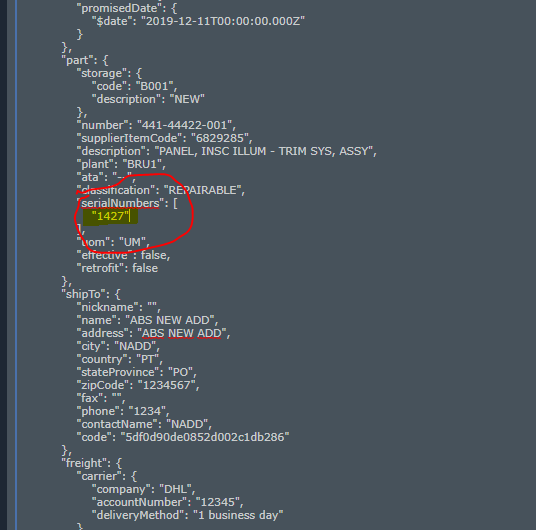 "promisedDate": {
"$date": "2019-12-11T00:00:00.000Z"
}
},
"part": {
"storage": {
"code": "B001",
"description": "NEW"
},
"number": "441-44422-001",
"supplierItemCode": "6829285",
"description": "PANEL, INSC ILLUM - TRIM SYS, ASSY",
"plant": "BRU1",
"ata": "--",
"classification": "REPAIRABLE",
"serialNumbers": [
"1427"
],
"uom": "UM",
"effective": false,
"retrofit": false
},
"shipTo": {
"nickname": "",
"name": "ABS NEW ADD",
"address": "ABS NEW ADD",
"city": "NADD",
"country": "PT",
"stateProvince": "PO",
"zipCode": "1234567",
"fax": "",
"phone": "1234",
"contactName": "NADD",
"code": "5df0d90de0852d002c1db286"
},
"freight": {
"carrier": {
"company": "DHL",
"accountNumber": "12345",
"deliveryMethod": "1 business day"
}